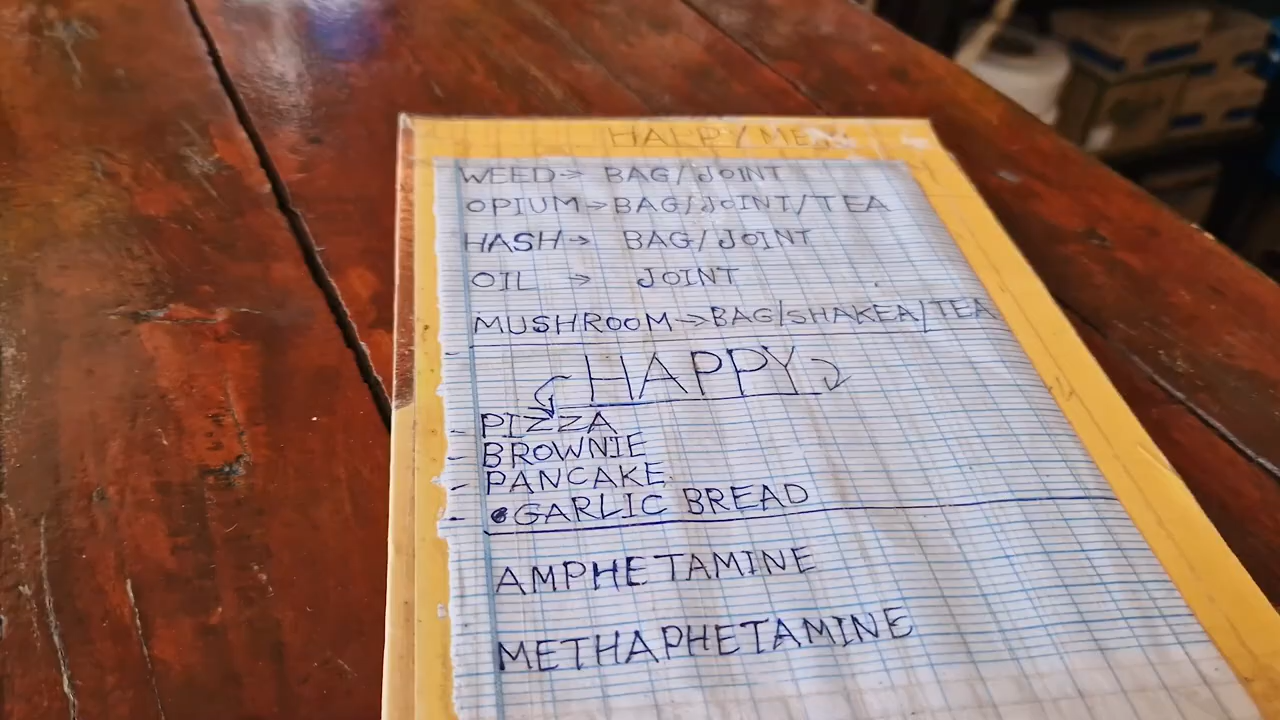 HAPPY ME
WEED→ BAG/JOINT
OPIUM→BAG/JOINT/TEA
HASH→ BAG/JOINT
OIL → JOINT
MUSHROOM→BAG/SHAKEA/TEA
HAPPY
- PIZZA
- BROWNIE
- PANCAKE
- GARLIC BREAD
AMPHETAMINE
METHAPHETAMINE